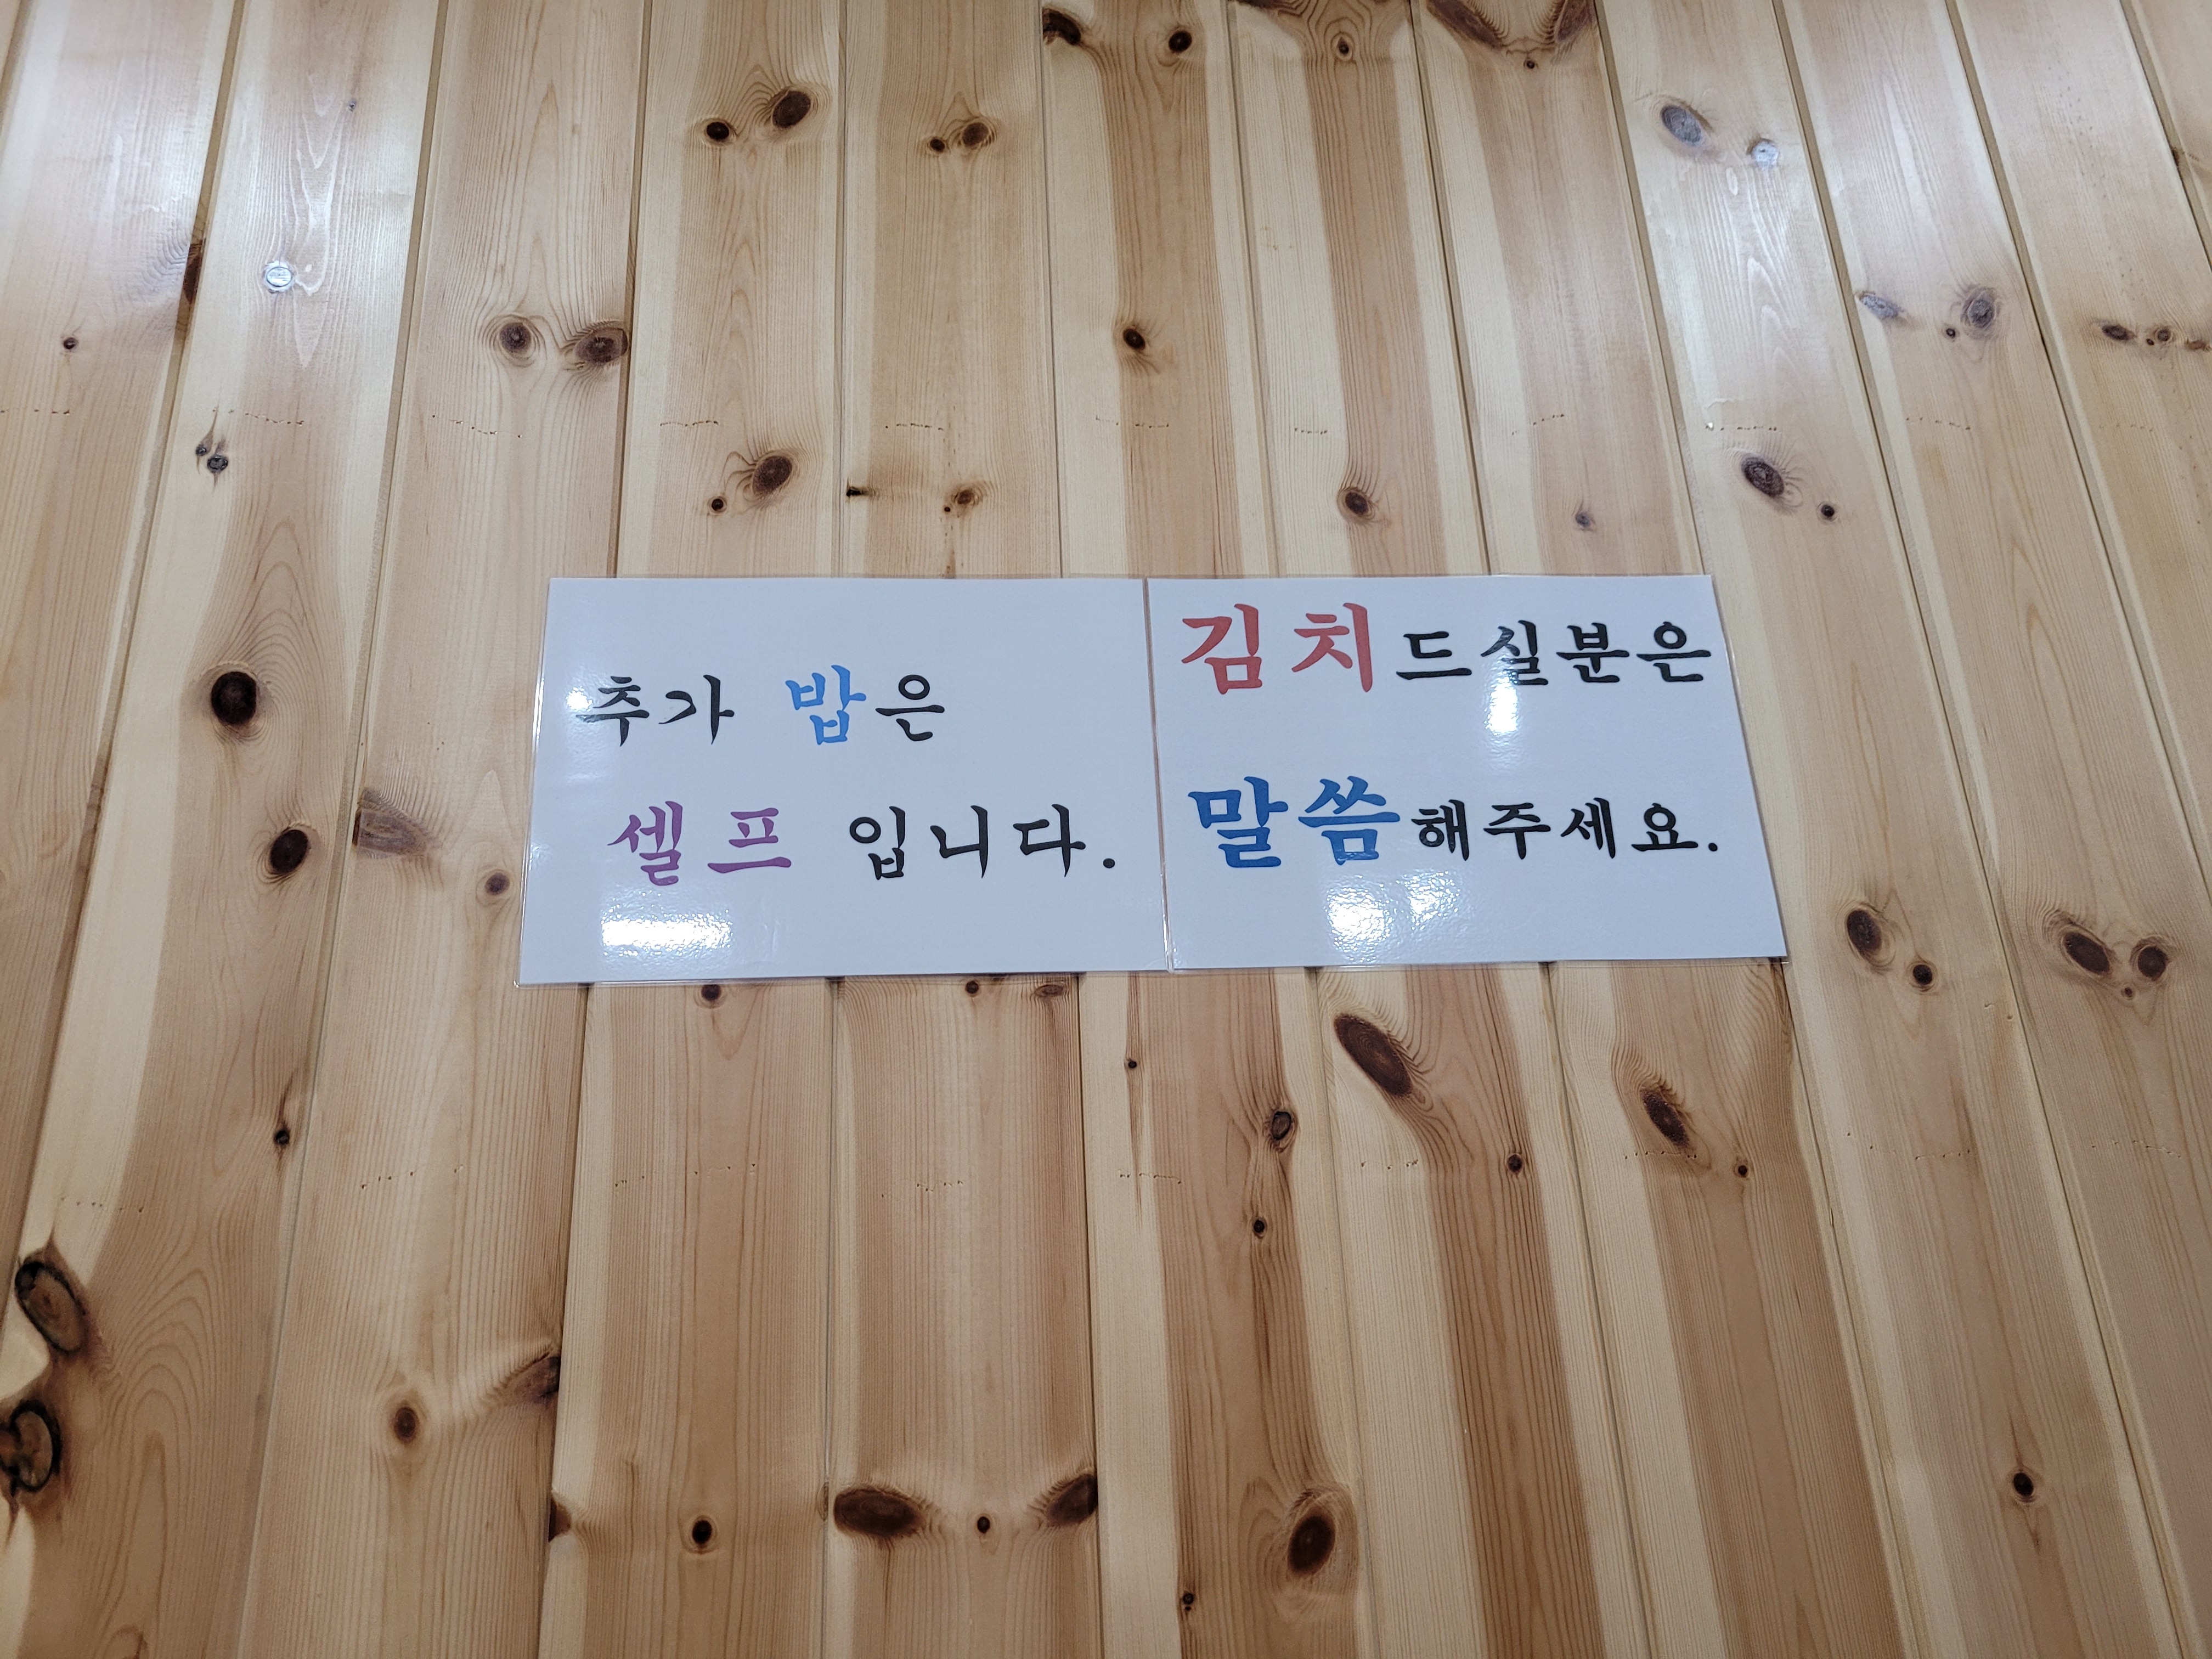 추가 밥은
셀프 입니다.
김치드실분은
말씀해주세요.